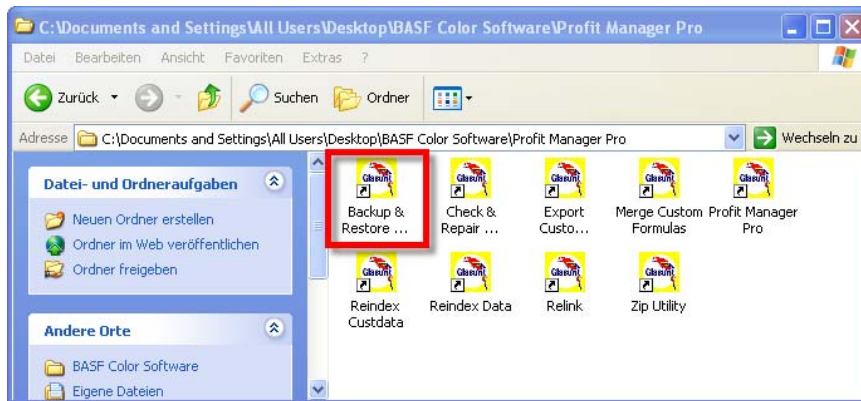 C:\Documents and Settings\All Users\Desktop\BASF Color Software\Profit Manager Pro
Datei Bearbeiten Ansicht Favoriten Extras ?
Zurück Suchen Ordner
Adresse C:\Documents and Settings\All Users\Desktop\BASF Color Software\Profit Manager Pro Wechseln zu
Datei- und Ordneraufgaben
Neuen Ordner erstellen
Ordner im Web veröffentlichen
Ordner freigeben
Andere Orte
BASF Color Software
Eigene Dateien
Backup &
Restore ...
Check &
Repair ...
Export
Custo...
Merge Custom
Formulas
Profit Manager
Pro
Reindex
Custdata
Reindex Data
Relink
Zip Utility